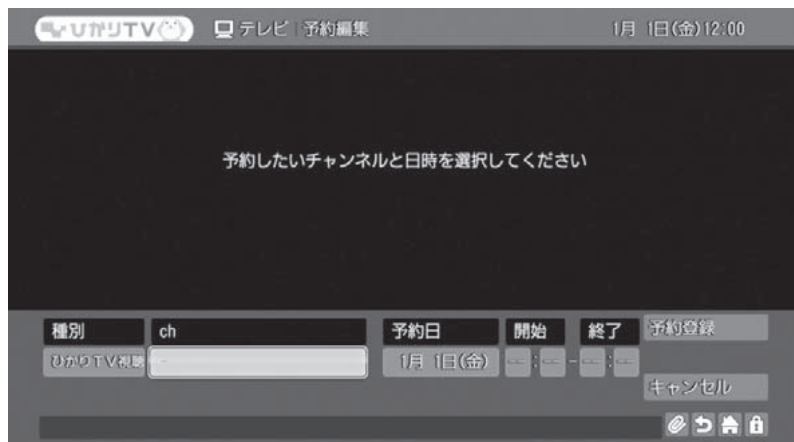 ひかりTV テレビ 予約編集 1月 1日(金)12:00
予約したいチャンネルと日時を選択してください
種別 ch 予約日 開始 終了 予約登録
ひかりTV視聴 - 1月 1日(金) --:-- - --:--
キャンセル